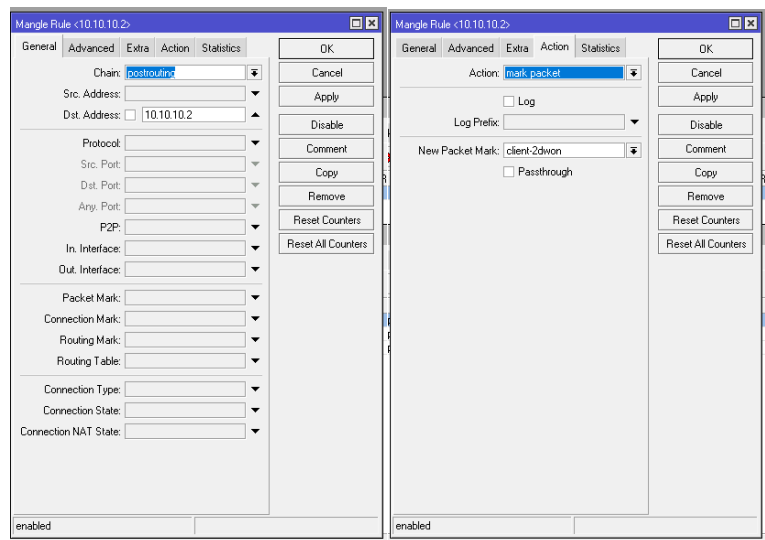 Mangle Rule <10.10.10.2>
General Advanced Extra Action Statistics
Chain: postrouting
Src. Address:
Dst. Address: 10.10.10.2
Protocol:
Src. Port:
Dst. Port:
Any. Port:
P2P:
In. Interface:
Out. Interface:
Packet Mark:
Connection Mark:
Routing Mark:
Routing Table:
Connection Type:
Connection State:
Connection NAT State:
OK
Cancel
Apply
Disable
Comment
Copy
Remove
Reset Counters
Reset All Counters
enabled
Mangle Rule <10.10.10.2>
General Advanced Extra Action Statistics
Action: mark packet
Log
Log Prefix:
New Packet Mark: client-2dwon
Passthrough
OK
Cancel
Apply
Disable
Comment
Copy
Remove
Reset Counters
Reset All Counters
enabled